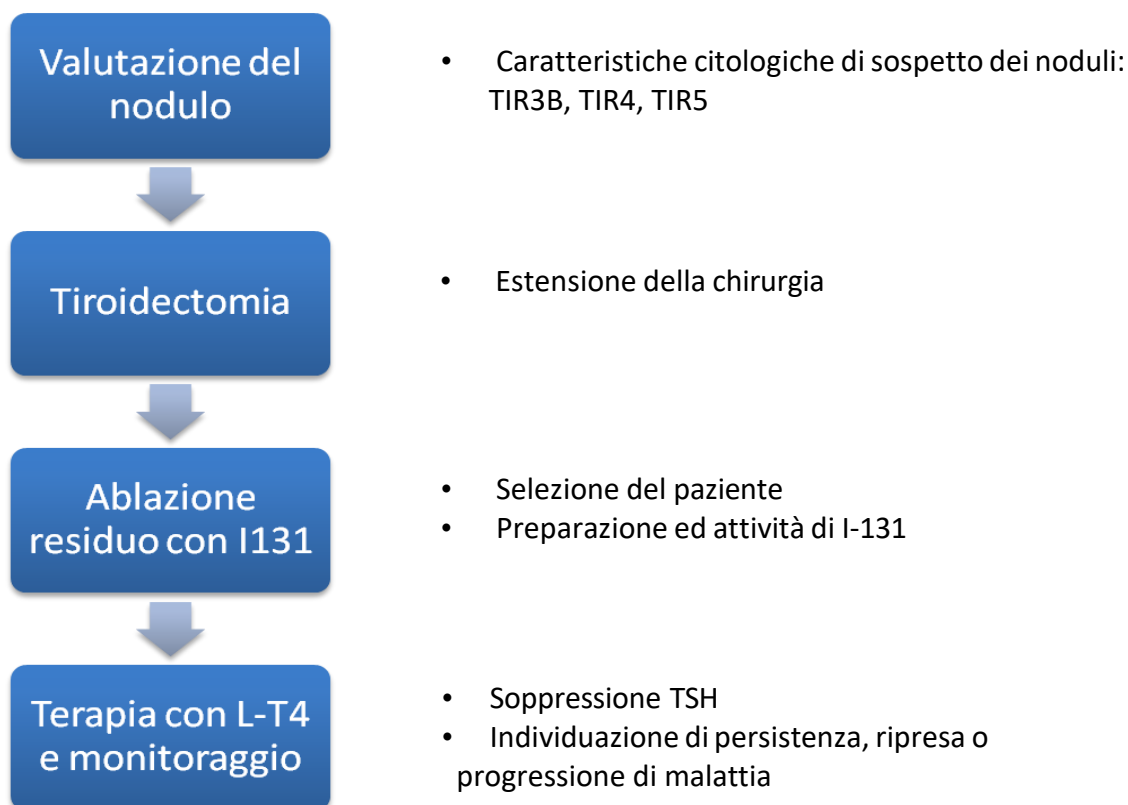 Valutazione del
nodulo
• Caratteristiche citologiche di sospetto dei noduli:
TIR3B, TIR4, TIR5
Tiroidectomia
• Estensione della chirurgia
Ablazione
residuo con I131
• Selezione del paziente
• Preparazione ed attività di I-131
Terapia con L-T4
e monitoraggio
• Soppressione TSH
• Individuazione di persistenza, ripresa o
progressione di malattia